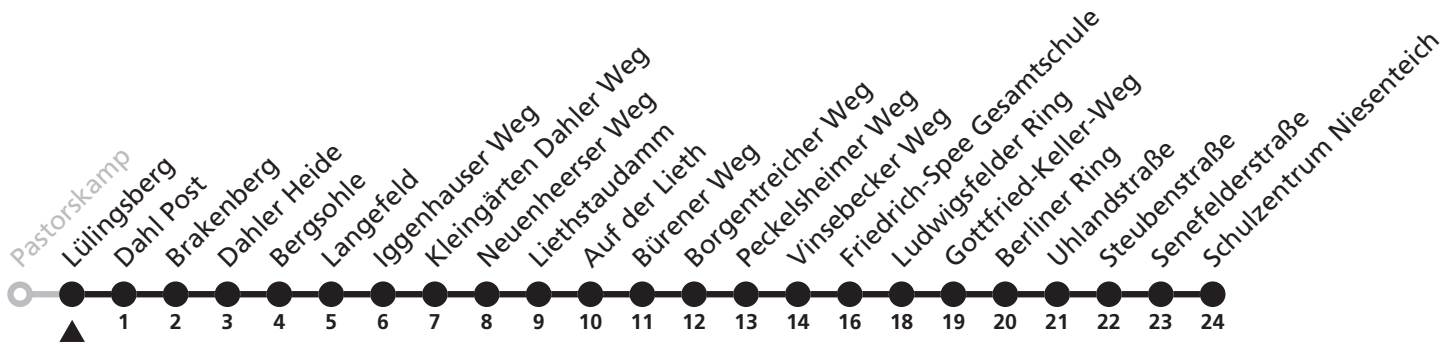 Pastorskamp
Lülingsberg
Dahl Post
Brakenberg
Dahler Heide
Bergsohle
Langefeld
Iggenhauser Weg
Kleingärten Dahler Weg
Neuenheerser Weg
Liethstaudamm
Auf der Lieth
Bürener Weg
Borgentreicher Weg
Peckelsheimer Weg
Vinsebecker Weg
Friedrich-Spee Gesamtschule
Ludwigsfelder Ring
Gottfried-Keller-Weg
Berliner Ring
Uhlandstraße
Steubenstraße
Senefelderstraße
Schulzentrum Niesenteich
1 2 3 4 5 6 7 8 9 10 11 12 13 14 16 18 19 20 21 22 23 24